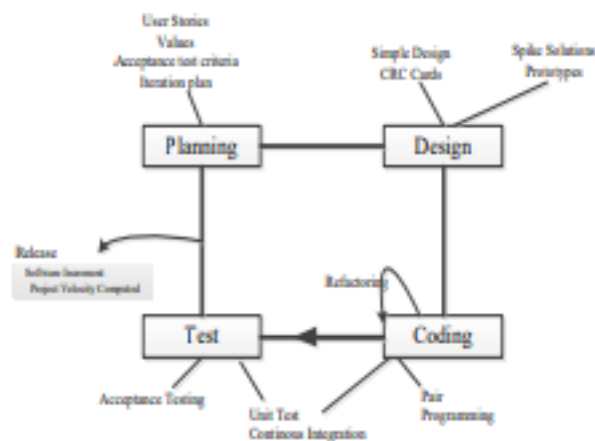 User Stories
Values
Acceptance test criteria
Iteration plan
Simple Design
CRC Cards
Spike Solutions
Prototypes
Planning
Design
Release
Software Increment
Project Velocity Computed
Refactoring
Test
Coding
Acceptance Testing
Unit Test
Continous Integration
Pair
Programming